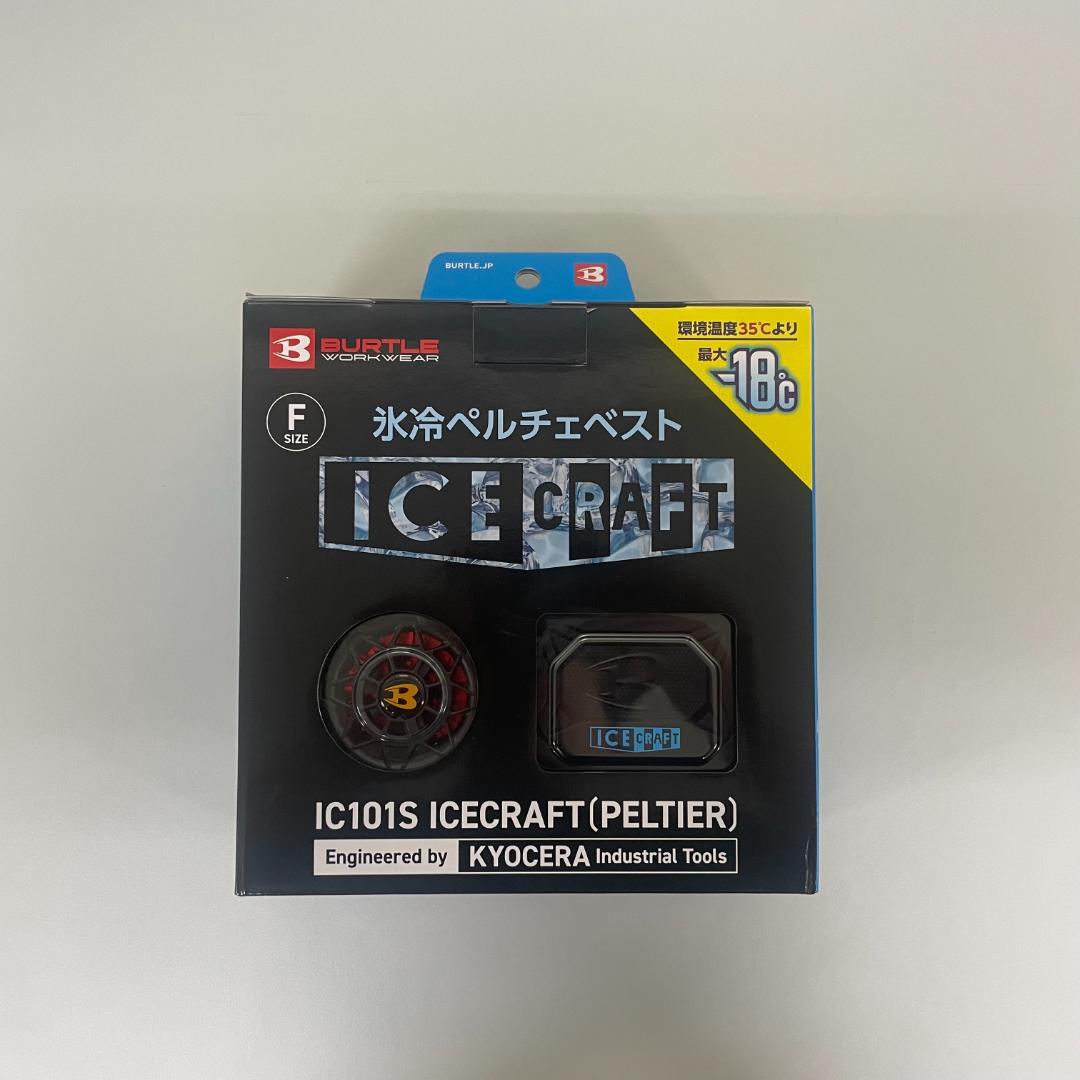 BURTLE.JP
B
環境温度35℃より
最大
-18℃
B BURTLE
WORKWEAR
F
SIZE
氷冷ペルチェベスト
ICE CRAFT
B
ICE CRAFT
IC101S ICECRAFT(PELTIER)
Engineered by KYOCERA Industrial Tools